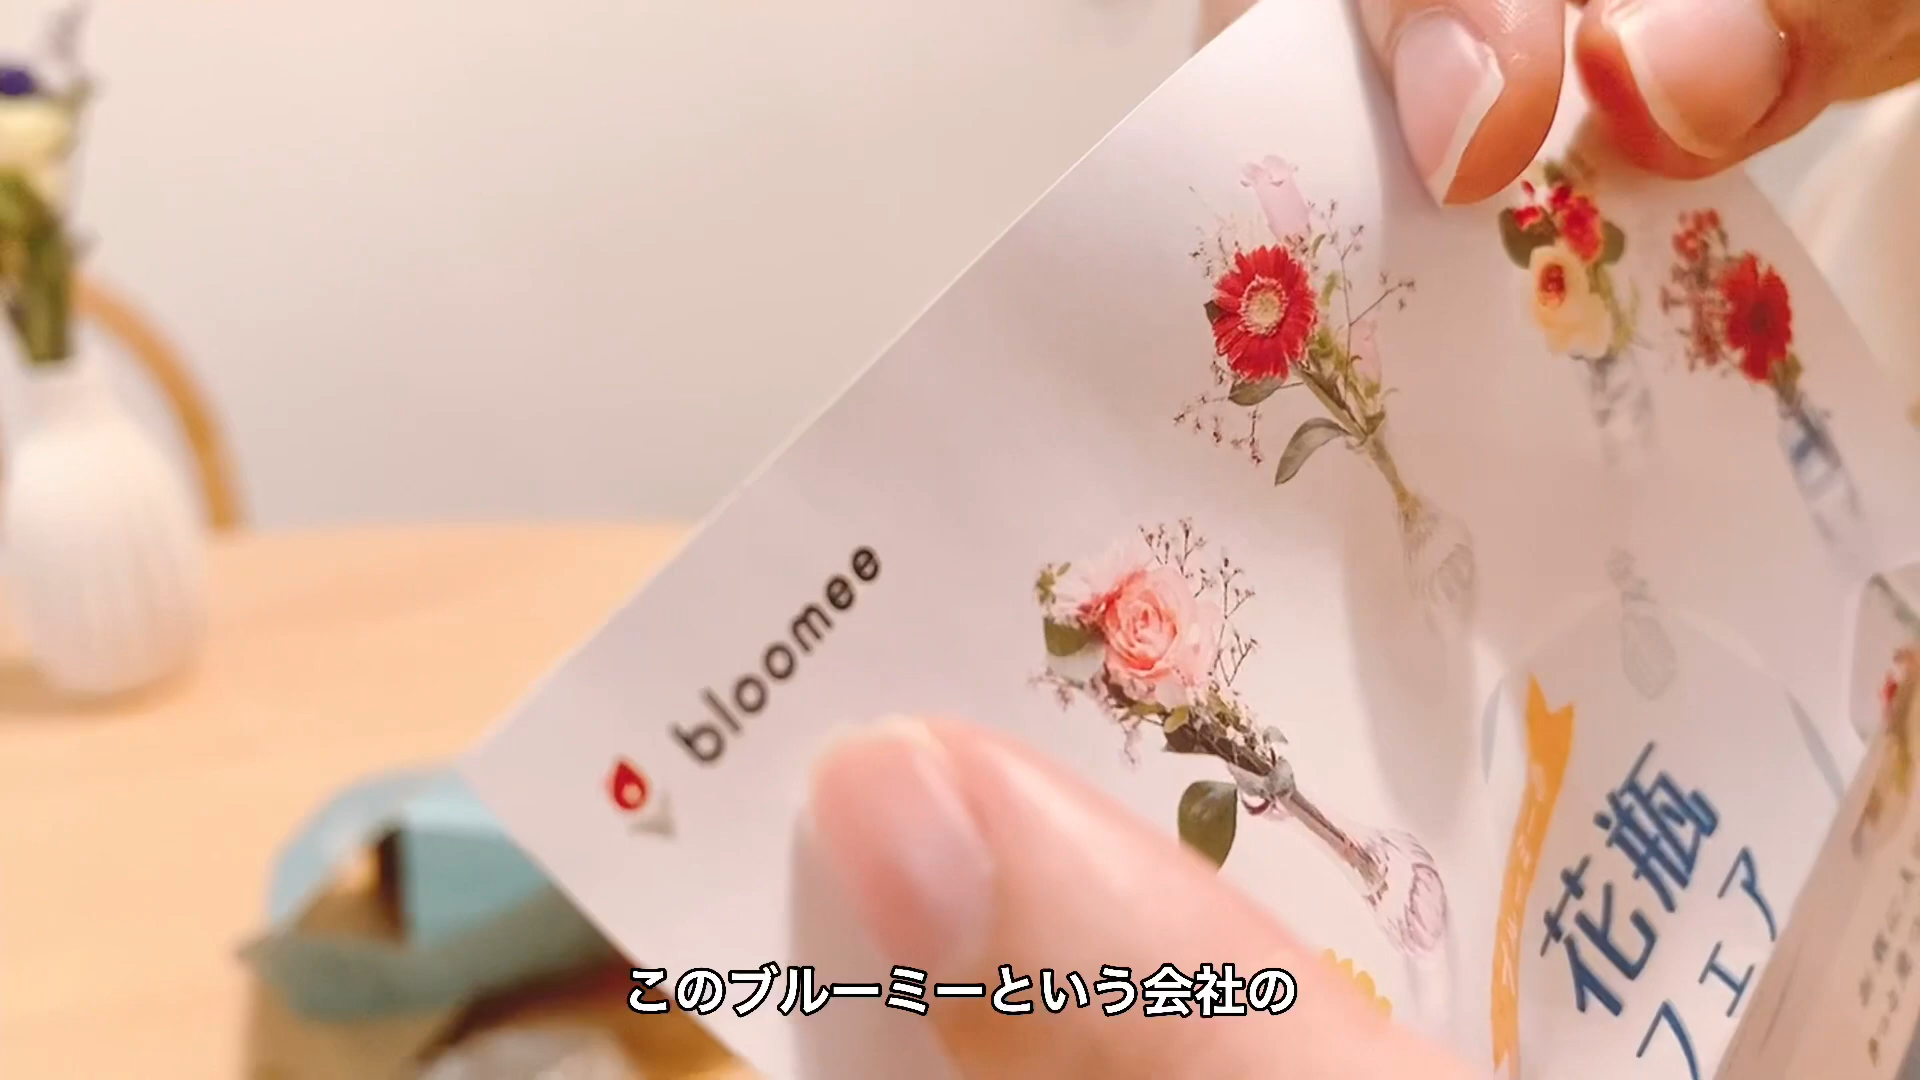 bloomee
花瓶
フェア
このブルーミーという会社の